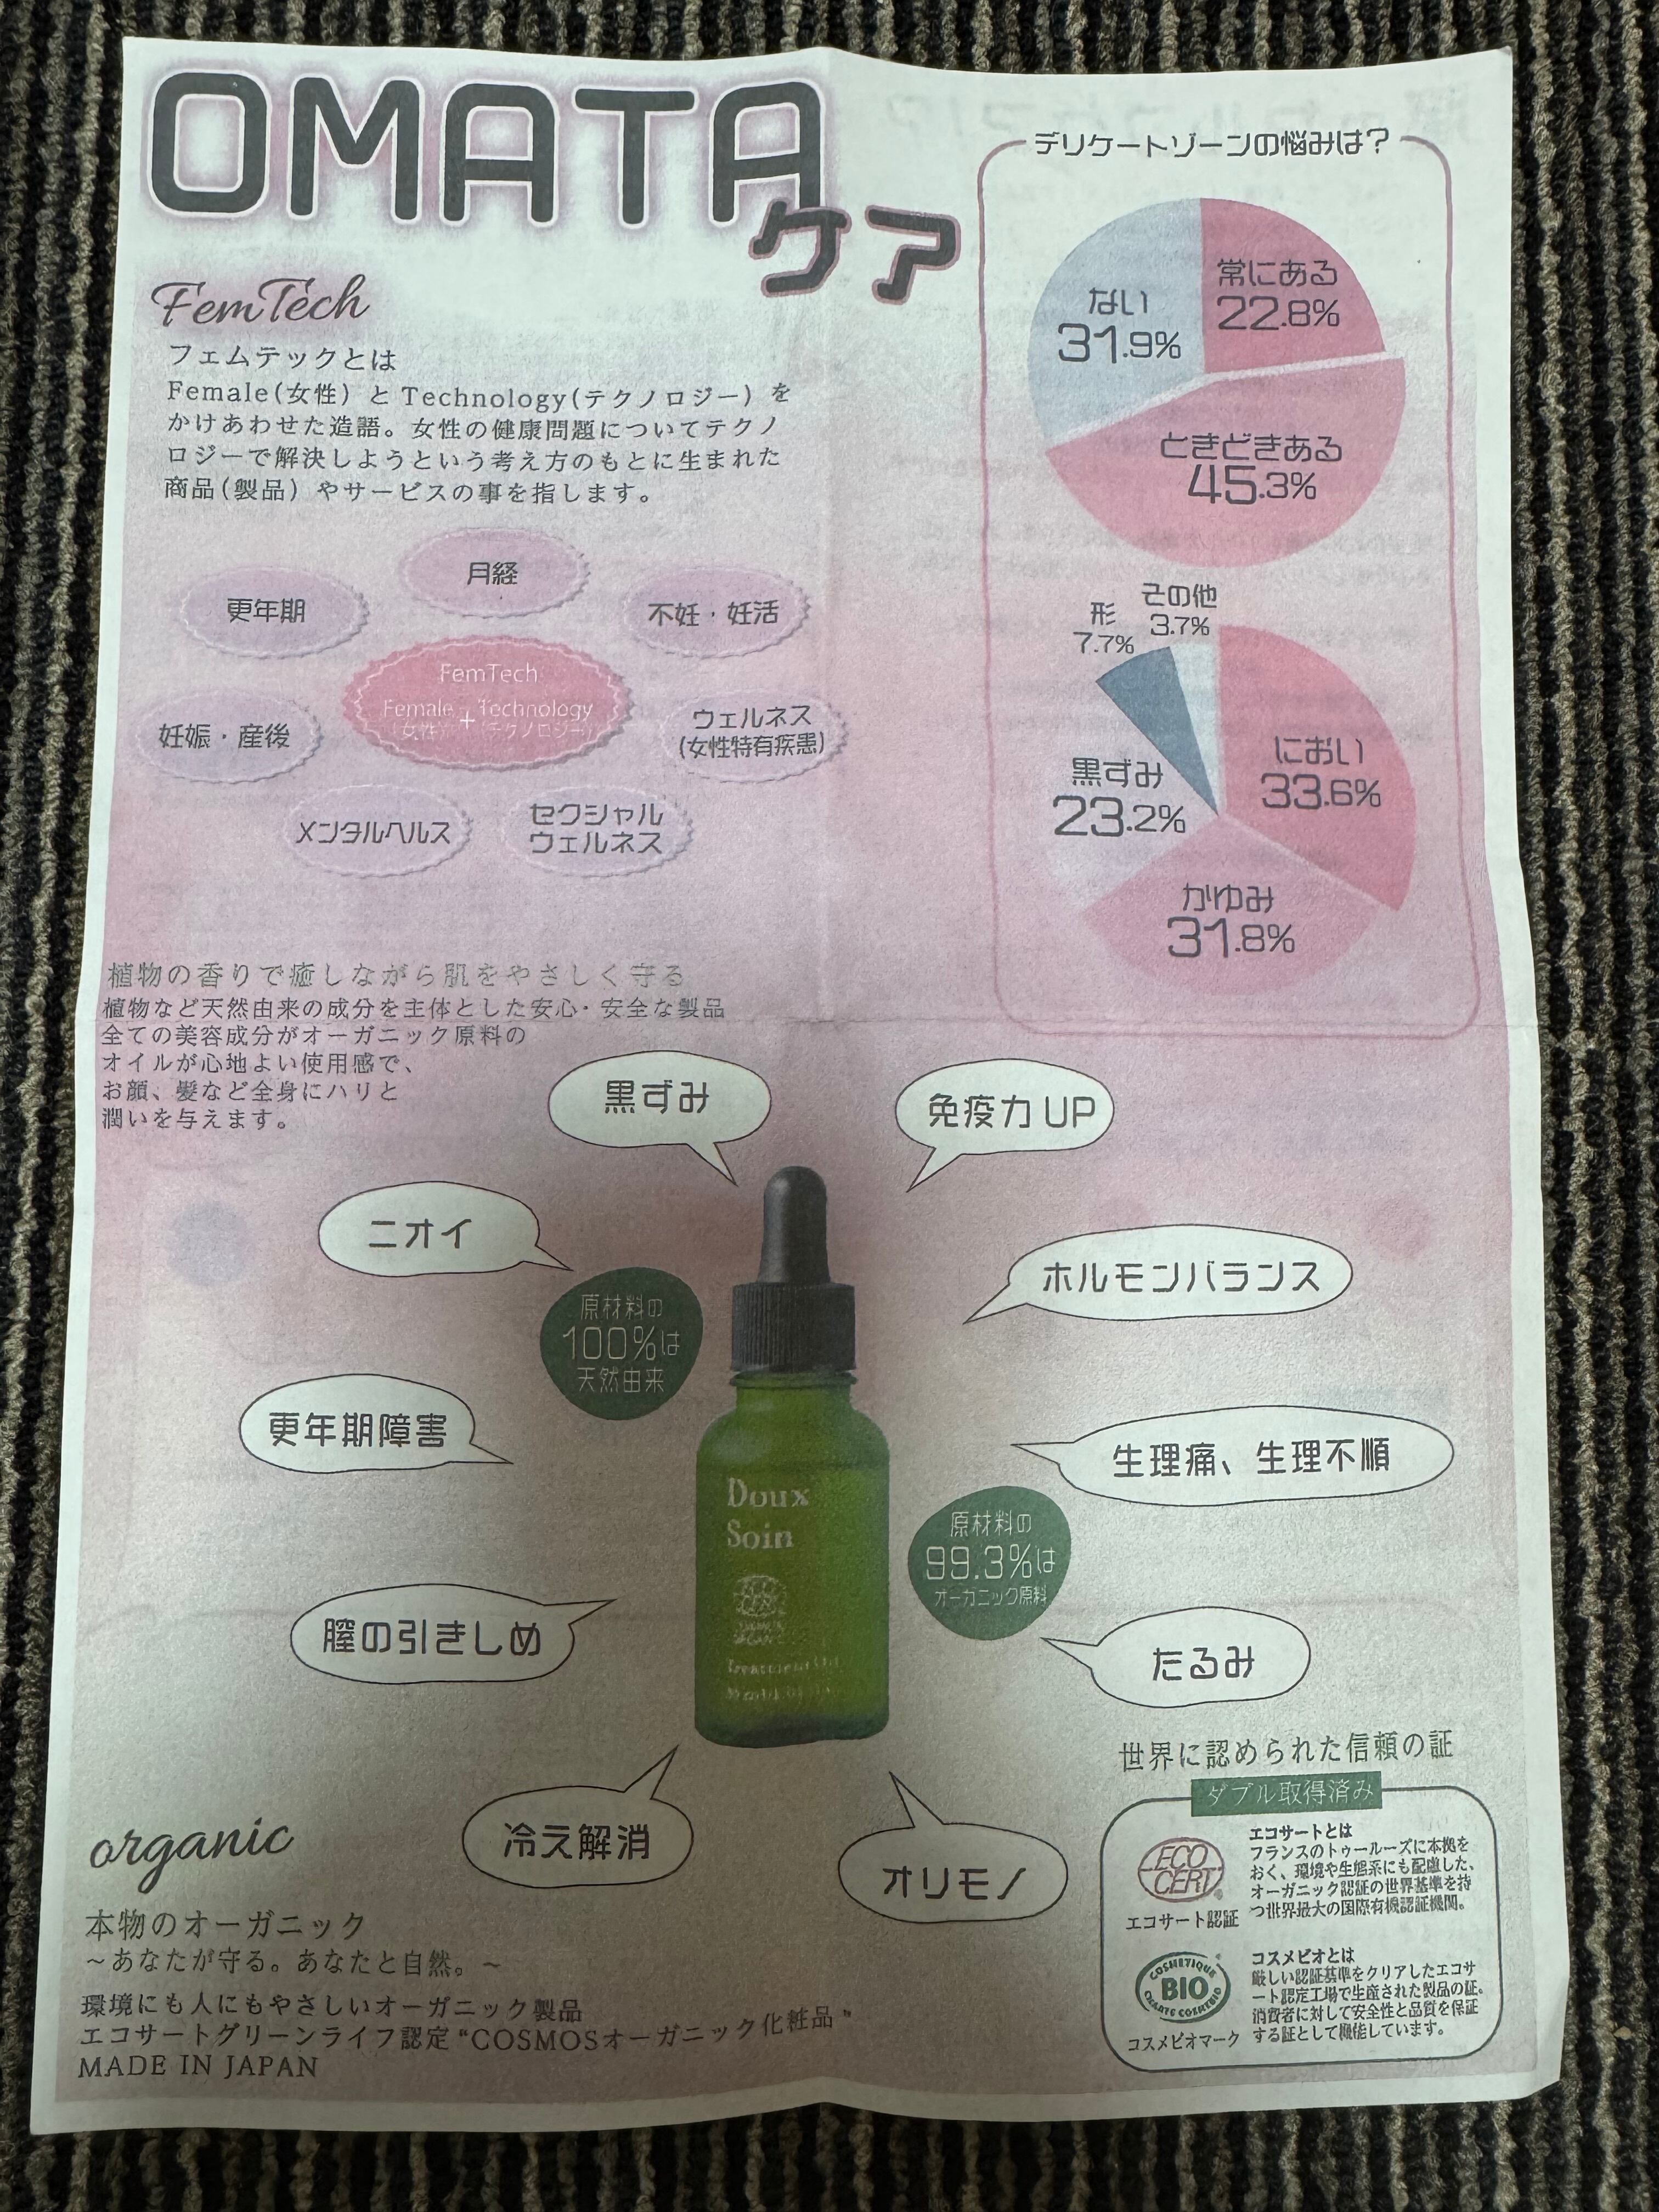 OMATA
ケア
FemTech
フェムテックとは
Female(女性) と Technology(テクノロジー) を
かけあわせた造語。女性の健康問題についてテクノ
ロジーで解決しようという考え方のもとに生まれた
商品(製品) やサービスの事を指します。
月経
更年期
不妊・妊活
FemTech
Female + Technology
(女性) (テクノロジー)
妊娠・産後
ウェルネス
(女性特有疾患)
メンタルヘルス
セクシャル
ウェルネス
デリケートゾーンの悩みは?
ない
31.9%
常にある
22.8%
ときどきある
45.3%
その他
3.7%
形
7.7%
におい
33.6%
黒ずみ
23.2%
かゆみ
31.8%
植物の香りで癒しながら肌をやさしく守る
植物など天然由来の成分を主体とした安心・安全な製品
全ての美容成分がオーガニック原料の
オイルが心地よい使用感で、
お顔、髪など全身にハリと
潤いを与えます。
黒ずみ
免疫力 UP
ニオイ
ホルモンバランス
原材料の
100%は
天然由来
更年期障害
生理痛、生理不順
Doux
Soin
原材料の
99.3%は
オーガニック原料
膣の引きしめ
たるみ
冷え解消
オリモノ
世界に認められた信頼の証
ダブル取得済み
ECO
CERT
エコサート認証
エコサートとは
フランスのトゥールーズに本拠を
おく、環境や生態系にも配慮した、
オーガニック認証の世界基準を持
つ世界最大の国際有機認証機関。
COSMETIQUE
BIO
CHARTE COSMEBIO
コスメビオマーク
コスメビオとは
厳しい認証基準をクリアしたエコサ
ート認定工場で生産された製品の証。
消費者に対して安全性と品質を保証
する証として機能しています。
organic
本物のオーガニック
～あなたが守る。あなたと自然。～
環境にも人にもやさしいオーガニック製品
エコサートグリーンライフ認定 "COSMOSオーガニック化粧品"
MADE IN JAPAN